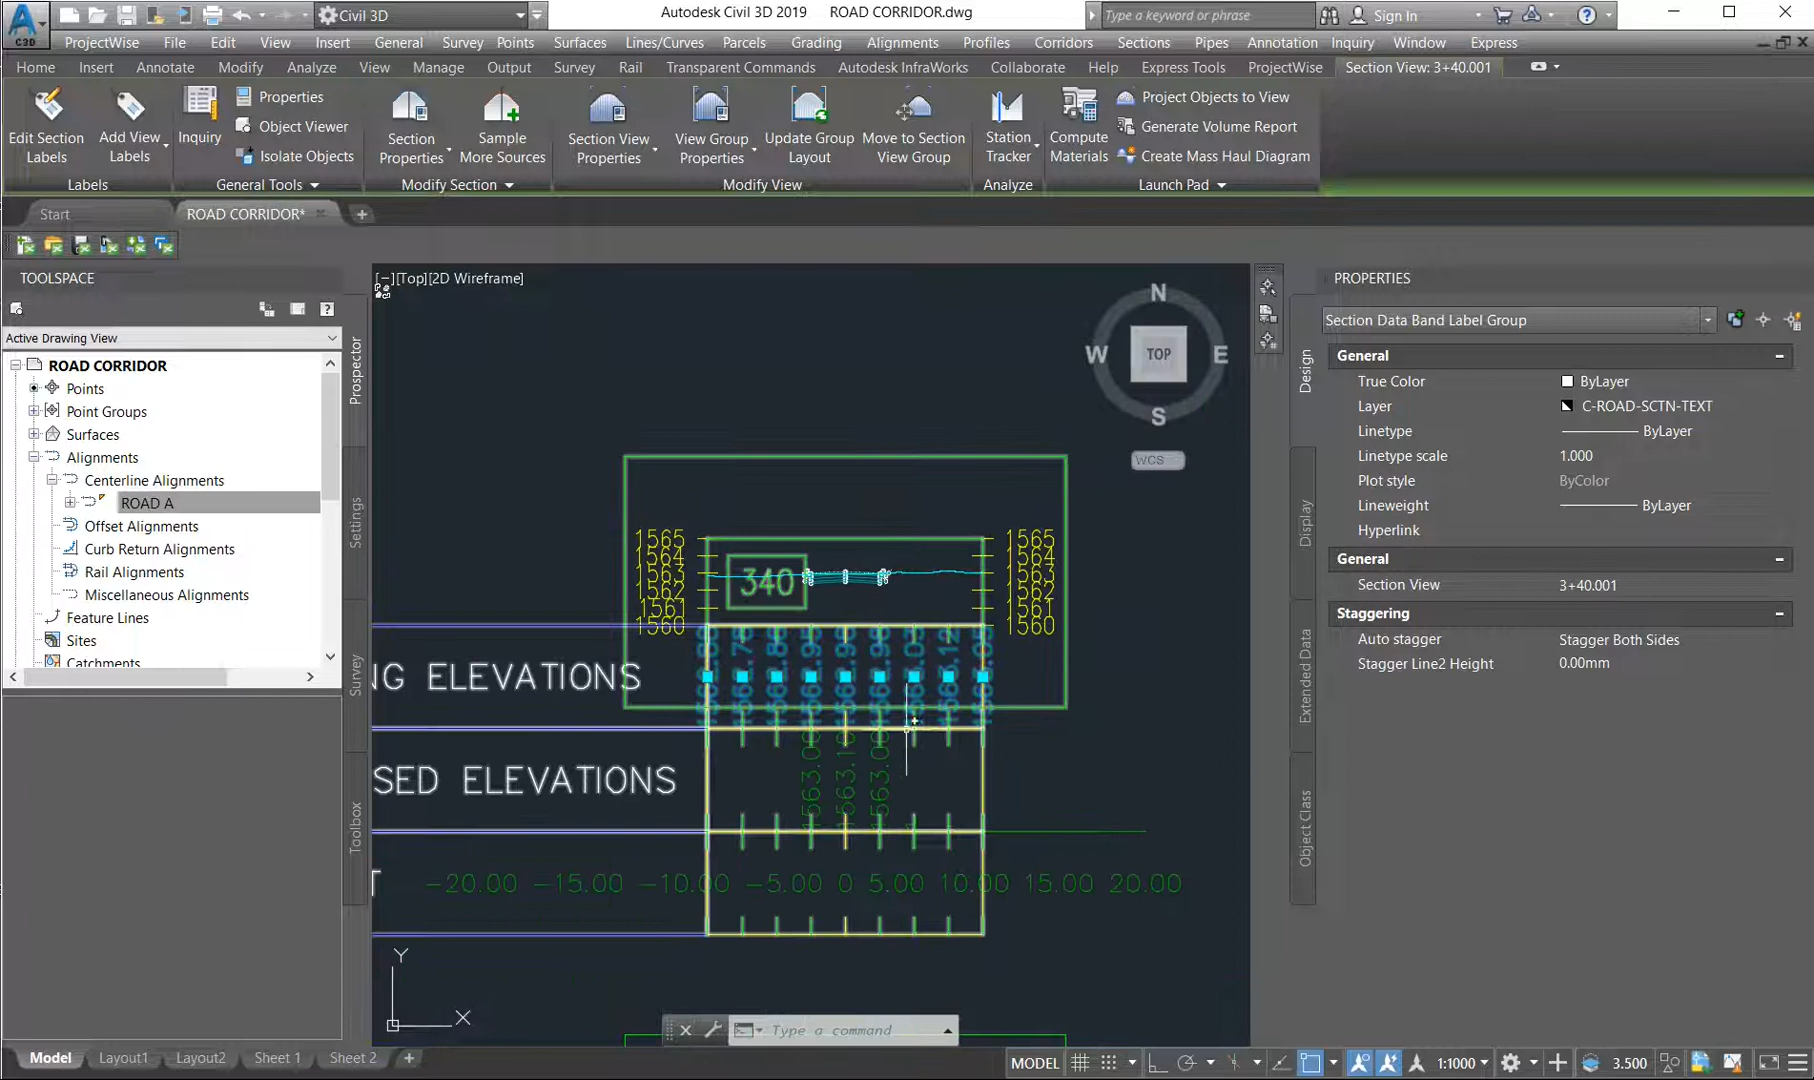 Civil 3D
Autodesk Civil 3D 2019 ROAD CORRIDOR.dwg
Type a keyword or phrase
Sign In
C3D
ProjectWise File Edit View Insert General Survey Points Surfaces Lines/Curves Parcels Grading Alignments Profiles Corridors Sections Pipes Annotation Inquiry Window Express
Home Insert Annotate Modify Analyze View Manage Output Survey Rail Transparent Commands Autodesk InfraWorks Collaborate Help Express Tools ProjectWise Section View: 3+40.001
Edit Section Labels
Add View Labels
Inquiry
Properties
Object Viewer
Isolate Objects
Section Properties
Sample More Sources
Section View Properties
View Group Properties
Update Group Layout
Move to Section View Group
Station Tracker
Compute Materials
Project Objects to View
Generate Volume Report
Create Mass Haul Diagram
Labels General Tools Modify Section Modify View Analyze Launch Pad
Start ROAD CORRIDOR*
TOOLSPACE
Active Drawing View
ROAD CORRIDOR
Points
Point Groups
Surfaces
Alignments
Centerline Alignments
ROAD A
Offset Alignments
Curb Return Alignments
Rail Alignments
Miscellaneous Alignments
Feature Lines
Sites
Catchments
Prospector
Settings
Survey
Toolbox
[−][Top][2D Wireframe]
N
W TOP E
S
WCS
1565 1565
1564 1564
1563 1563
1562 1562
1561 1561
1560 1560
340
NG ELEVATIONS
SED ELEVATIONS
T −20.00 −15.00 −10.00 −5.00 0 5.00 10.00 15.00 20.00
Y
X
Type a command
PROPERTIES
Section Data Band Label Group
General
True Color ByLayer
Layer C-ROAD-SCTN-TEXT
Linetype ByLayer
Linetype scale 1.000
Plot style ByColor
Lineweight ByLayer
Hyperlink
General
Section View 3+40.001
Staggering
Auto stagger Stagger Both Sides
Stagger Line2 Height 0.00mm
Design
Display
Extended Data
Object Class
Model Layout1 Layout2 Sheet 1 Sheet 2
MODEL 1:1000 3.500